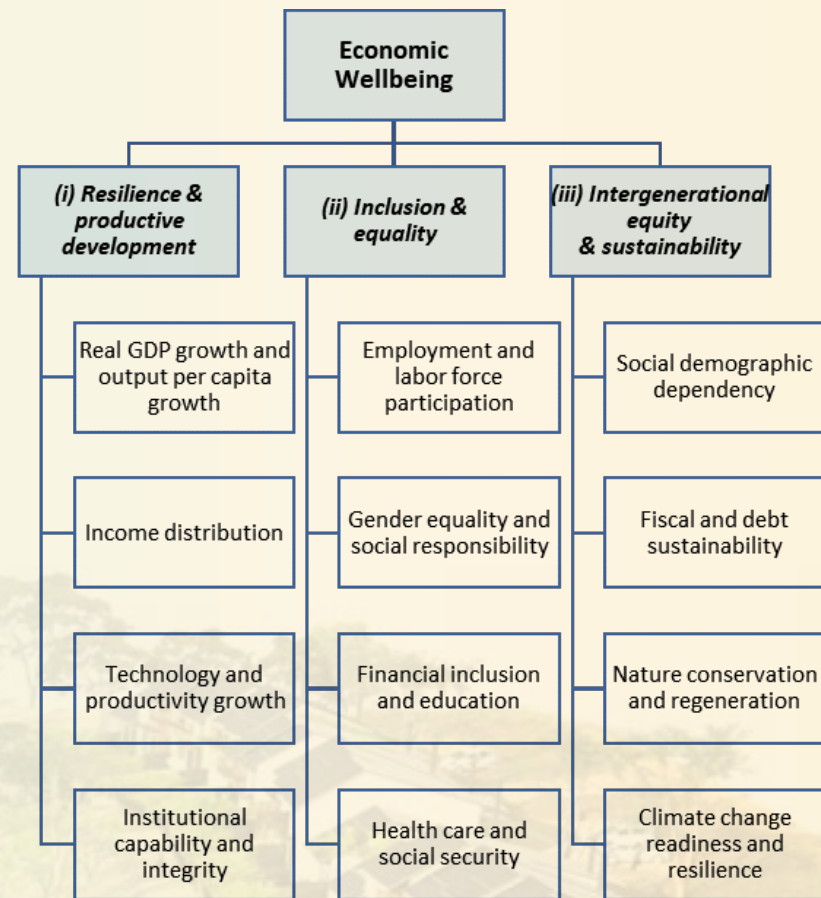 Economic
Wellbeing
(i) Resilience &
productive
development
Real GDP growth and
output per capita
growth
Income distribution
Technology and
productivity growth
Institutional
capability and
integrity
(ii) Inclusion &
equality
Employment and
labor force
participation
Gender equality and
social responsibility
Financial inclusion
and education
Health care and
social security
(iii) Intergenerational
equity
& sustainability
Social demographic
dependency
Fiscal and debt
sustainability
Nature conservation
and regeneration
Climate change
readiness and
resilience